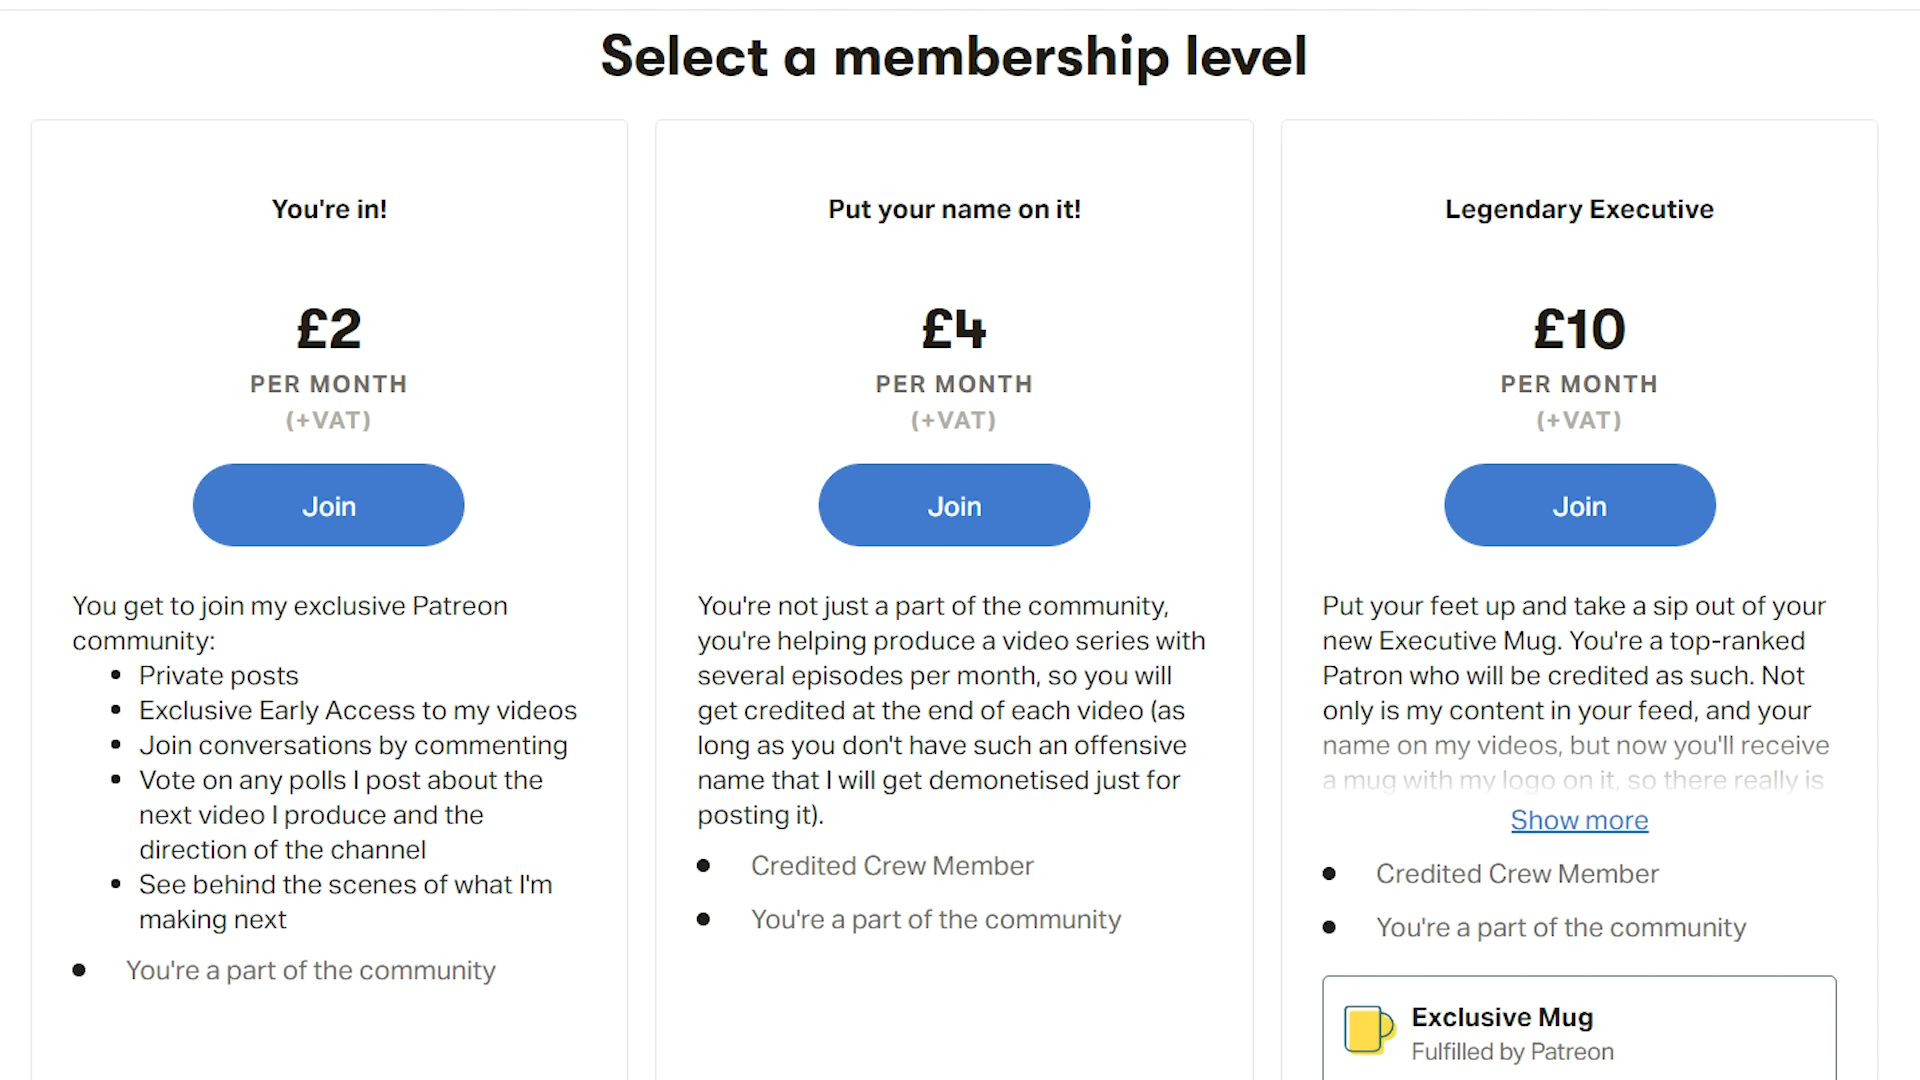 Select a membership level
You're in!
£2
PER MONTH
(+VAT)
Join
You get to join my exclusive Patreon
community:
Private posts
Exclusive Early Access to my videos
Join conversations by commenting
Vote on any polls I post about the
next video I produce and the
direction of the channel
See behind the scenes of what I'm
making next
You're a part of the community
Put your name on it!
£4
PER MONTH
(+VAT)
Join
You're not just a part of the community,
you're helping produce a video series with
several episodes per month, so you will
get credited at the end of each video (as
long as you don't have such an offensive
name that I will get demonetised just for
posting it).
Credited Crew Member
You're a part of the community
Legendary Executive
£10
PER MONTH
(+VAT)
Join
Put your feet up and take a sip out of your
new Executive Mug. You're a top-ranked
Patron who will be credited as such. Not
only is my content in your feed, and your
name on my videos, but now you'll receive
a mug with my logo on it, so there really is
Show more
Credited Crew Member
You're a part of the community
Exclusive Mug
Fulfilled by Patreon